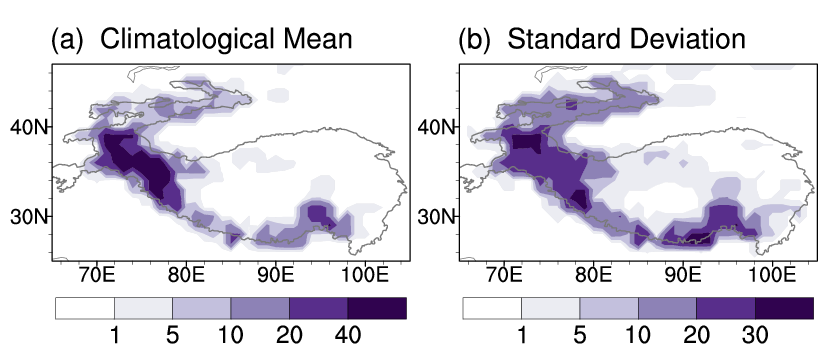 (a) Climatological Mean
(b) Standard Deviation
40N
30N
70E 80E 90E 100E
1 5 10 20 40
40N
30N
70E 80E 90E 100E
1 5 10 20 30